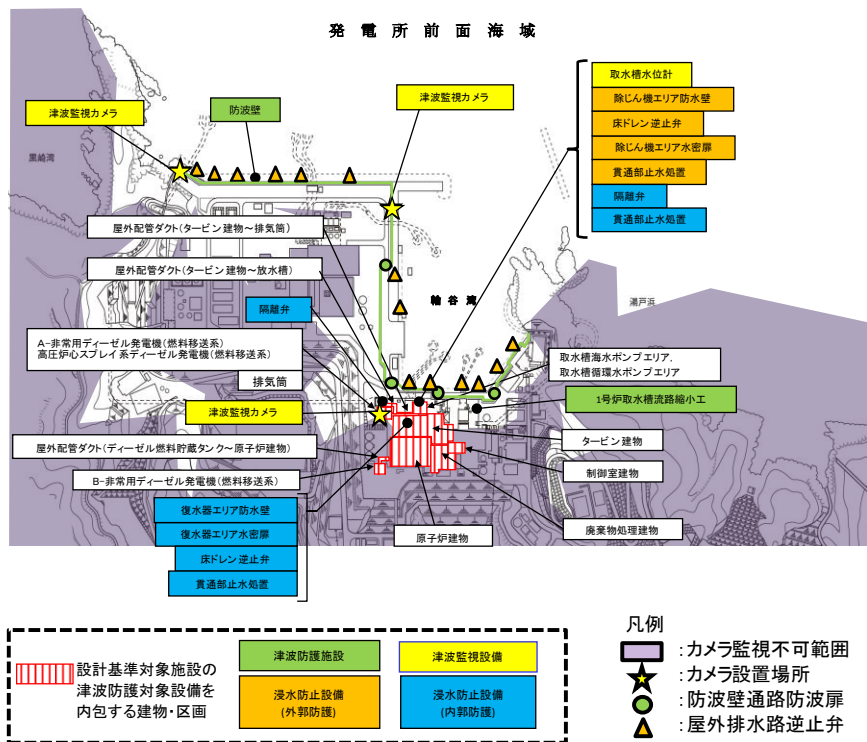 発電所前面海域
取水槽水位計
除じん機エリア防水壁
床ドレン逆止弁
除じん機エリア水密扉
貫通部止水処置
隔離弁
貫通部止水処置
津波監視カメラ
防波壁
津波監視カメラ
黒崎湾
屋外配管ダクト(タービン建物~排気筒)
屋外配管ダクト(タービン建物~放水槽)
隔離弁
輪谷湾
湯戸浜
A-非常用ディーゼル発電機(燃料移送系)
高圧炉心スプレイ系ディーゼル発電機(燃料移送系)
取水槽海水ポンプエリア,
取水槽循環水ポンプエリア
排気筒
津波監視カメラ
1号炉取水槽流路縮小工
屋外配管ダクト(ディーゼル燃料貯蔵タンク~原子炉建物)
タービン建物
制御室建物
B-非常用ディーゼル発電機(燃料移送系)
復水器エリア防水壁
復水器エリア水密扉
床ドレン逆止弁
貫通部止水処置
原子炉建物
廃棄物処理建物
設計基準対象施設の
津波防護対象設備を
内包する建物・区画
津波防護施設
津波監視設備
浸水防止設備
(外郭防護)
浸水防止設備
(内郭防護)
凡例
:カメラ監視不可範囲
:カメラ設置場所
:防波壁通路防波扉
:屋外排水路逆止弁